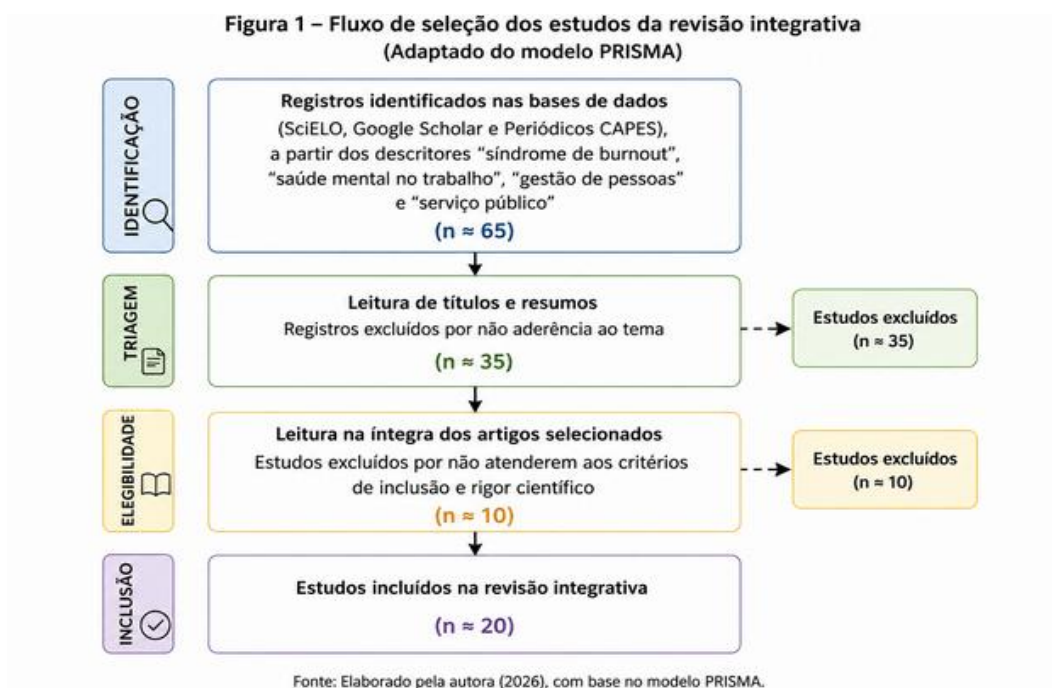 Figura 1 – Fluxo de seleção dos estudos da revisão integrativa
(Adaptado do modelo PRISMA)
IDENTIFICAÇÃO
Registros identificados nas bases de dados
(SciELO, Google Scholar e Periódicos CAPES),
a partir dos descritores “síndrome de burnout”,
“saúde mental no trabalho”, “gestão de pessoas”
e “serviço público”
(n ≈ 65)
TRIAGEM
Leitura de títulos e resumos
Registros excluídos por não aderência ao tema
(n ≈ 35)
Estudos excluídos
(n ≈ 35)
ELEGIBILIDADE
Leitura na íntegra dos artigos selecionados
Estudos excluídos por não atenderem aos critérios
de inclusão e rigor científico
(n ≈ 10)
Estudos excluídos
(n ≈ 10)
INCLUSÃO
Estudos incluídos na revisão integrativa
(n ≈ 20)
Fonte: Elaborado pela autora (2026), com base no modelo PRISMA.